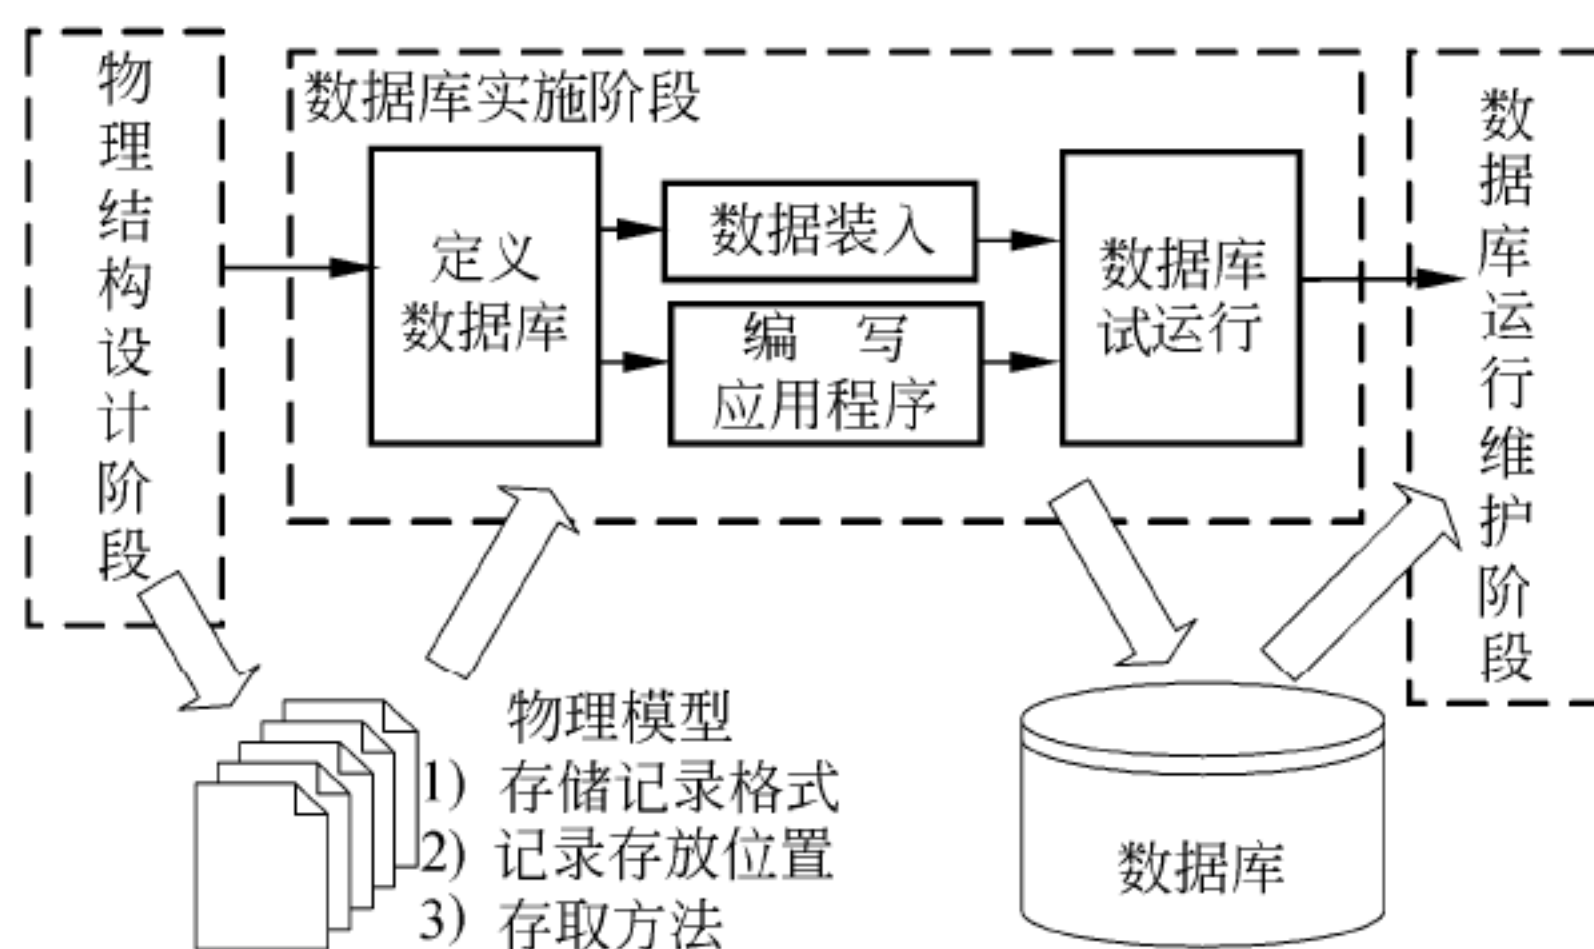 物理结构设计阶段
数据库实施阶段
定义
数据库
数据装入
编 写
应用程序
数据库
试运行
数据库运行维护阶段
物理模型
1) 存储记录格式
2) 记录存放位置
3) 存取方法
数据库